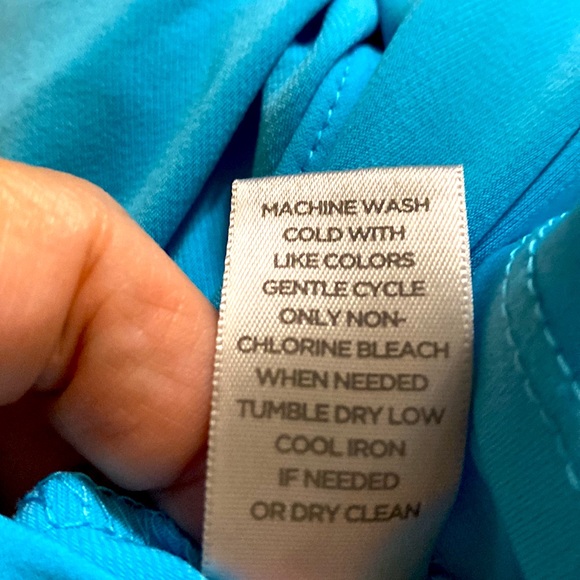 MACHINE WASH
COLD WITH
LIKE COLORS
GENTLE CYCLE
ONLY NON-
CHLORINE BLEACH
WHEN NEEDED
TUMBLE DRY LOW
COOL IRON
IF NEEDED
OR DRY CLEAN